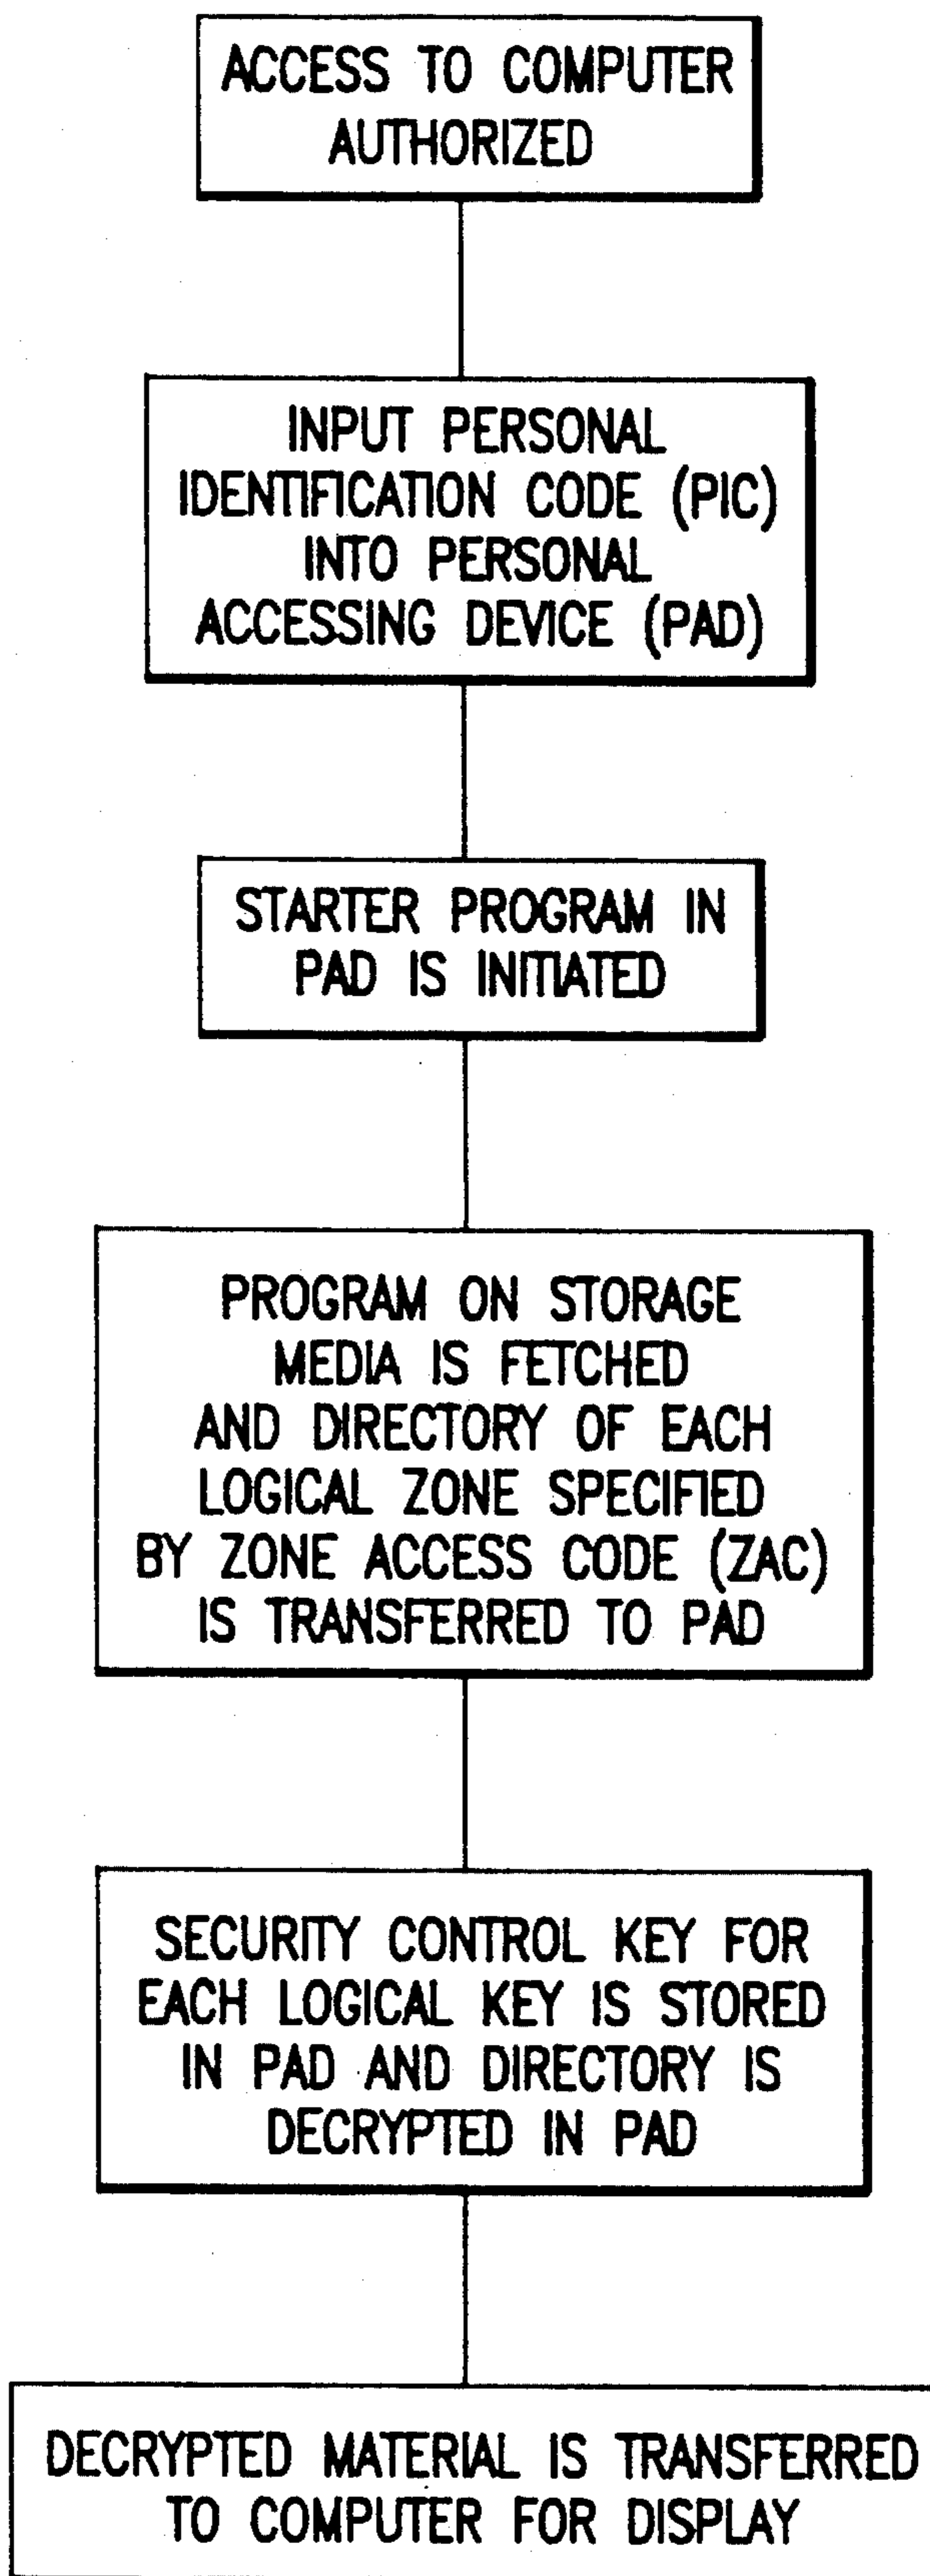 ACCESS TO COMPUTER
AUTHORIZED
INPUT PERSONAL
IDENTIFICATION CODE (PIC)
INTO PERSONAL
ACCESSING DEVICE (PAD)
STARTER PROGRAM IN
PAD IS INITIATED
PROGRAM ON STORAGE
MEDIA IS FETCHED
AND DIRECTORY OF EACH
LOGICAL ZONE SPECIFIED
BY ZONE ACCESS CODE (ZAC)
IS TRANSFERRED TO PAD
SECURITY CONTROL KEY FOR
EACH LOGICAL KEY IS STORED
IN PAD AND DIRECTORY IS
DECRYPTED IN PAD
DECRYPTED MATERIAL IS TRANSFERRED
TO COMPUTER FOR DISPLAY